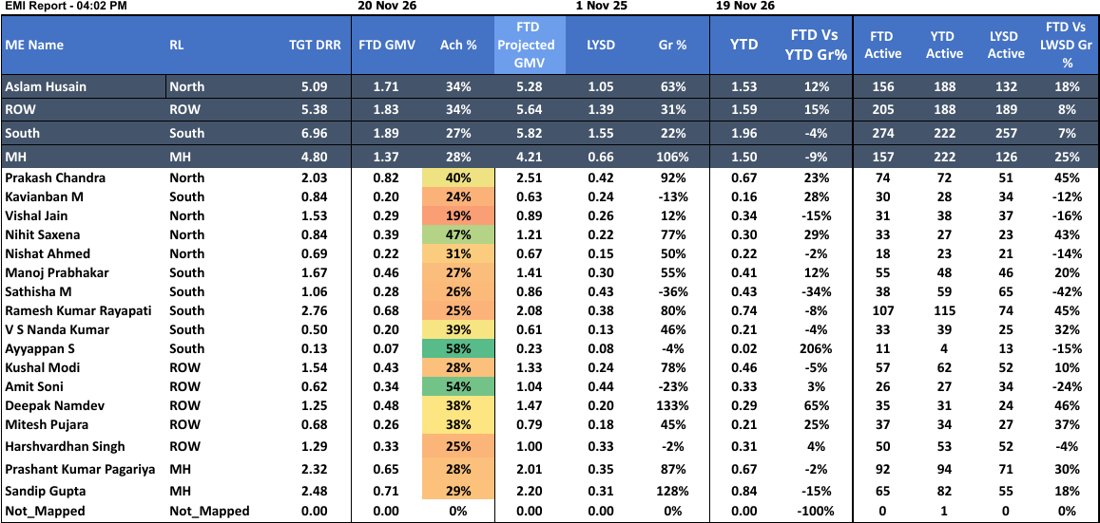 EMI Report - 04:02 PM 20 Nov 26 1 Nov 25 19 Nov 26
ME Name RL TGT DRR FTD GMV Ach % FTD Projected GMV LYSD Gr % YTD FTD Vs YTD Gr% FTD Active YTD Active LYSD Active FTD Vs LWSD Gr %
Aslam Husain North 5.09 1.71 34% 5.28 1.05 63% 1.53 12% 156 188 132 18%
ROW ROW 5.38 1.83 34% 5.64 1.39 31% 1.59 15% 205 188 189 8%
South South 6.96 1.89 27% 5.82 1.55 22% 1.96 -4% 274 222 257 7%
MH MH 4.80 1.37 28% 4.21 0.66 106% 1.50 -9% 157 222 126 25%
Prakash Chandra North 2.03 0.82 40% 2.51 0.42 92% 0.67 23% 74 72 51 45%
Kavianban M South 0.84 0.20 24% 0.63 0.24 -13% 0.16 28% 30 28 34 -12%
Vishal Jain North 1.53 0.29 19% 0.89 0.26 12% 0.34 -15% 31 38 37 -16%
Nihit Saxena North 0.84 0.39 47% 1.21 0.22 77% 0.30 29% 33 27 23 43%
Nishat Ahmed North 0.69 0.22 31% 0.67 0.15 50% 0.22 -2% 18 23 21 -14%
Manoj Prabhakar South 1.67 0.46 27% 1.41 0.30 55% 0.41 12% 55 48 46 20%
Sathisha M South 1.06 0.28 26% 0.86 0.43 -36% 0.43 -34% 38 59 65 -42%
Ramesh Kumar Rayapati South 2.76 0.68 25% 2.08 0.38 80% 0.74 -8% 107 115 74 45%
V S Nanda Kumar South 0.50 0.20 39% 0.61 0.13 46% 0.21 -4% 33 39 25 32%
Ayyappan S South 0.13 0.07 58% 0.23 0.08 -4% 0.02 206% 11 4 13 -15%
Kushal Modi ROW 1.54 0.43 28% 1.33 0.24 78% 0.46 -5% 57 62 52 10%
Amit Soni ROW 0.62 0.34 54% 1.04 0.44 -23% 0.33 3% 26 27 34 -24%
Deepak Namdev ROW 1.25 0.48 38% 1.47 0.20 133% 0.29 65% 35 31 24 46%
Mitesh Pujara ROW 0.68 0.26 38% 0.79 0.18 45% 0.21 25% 37 34 27 37%
Harshvardhan Singh ROW 1.29 0.33 25% 1.00 0.33 -2% 0.31 4% 50 53 52 -4%
Prashant Kumar Pagariya MH 2.32 0.65 28% 2.01 0.35 87% 0.67 -2% 92 94 71 30%
Sandip Gupta MH 2.48 0.71 29% 2.20 0.31 128% 0.84 -15% 65 82 55 18%
Not_Mapped Not_Mapped 0.00 0.00 0% 0.00 0.00 0% 0.00 -100% 0 1 0 0%